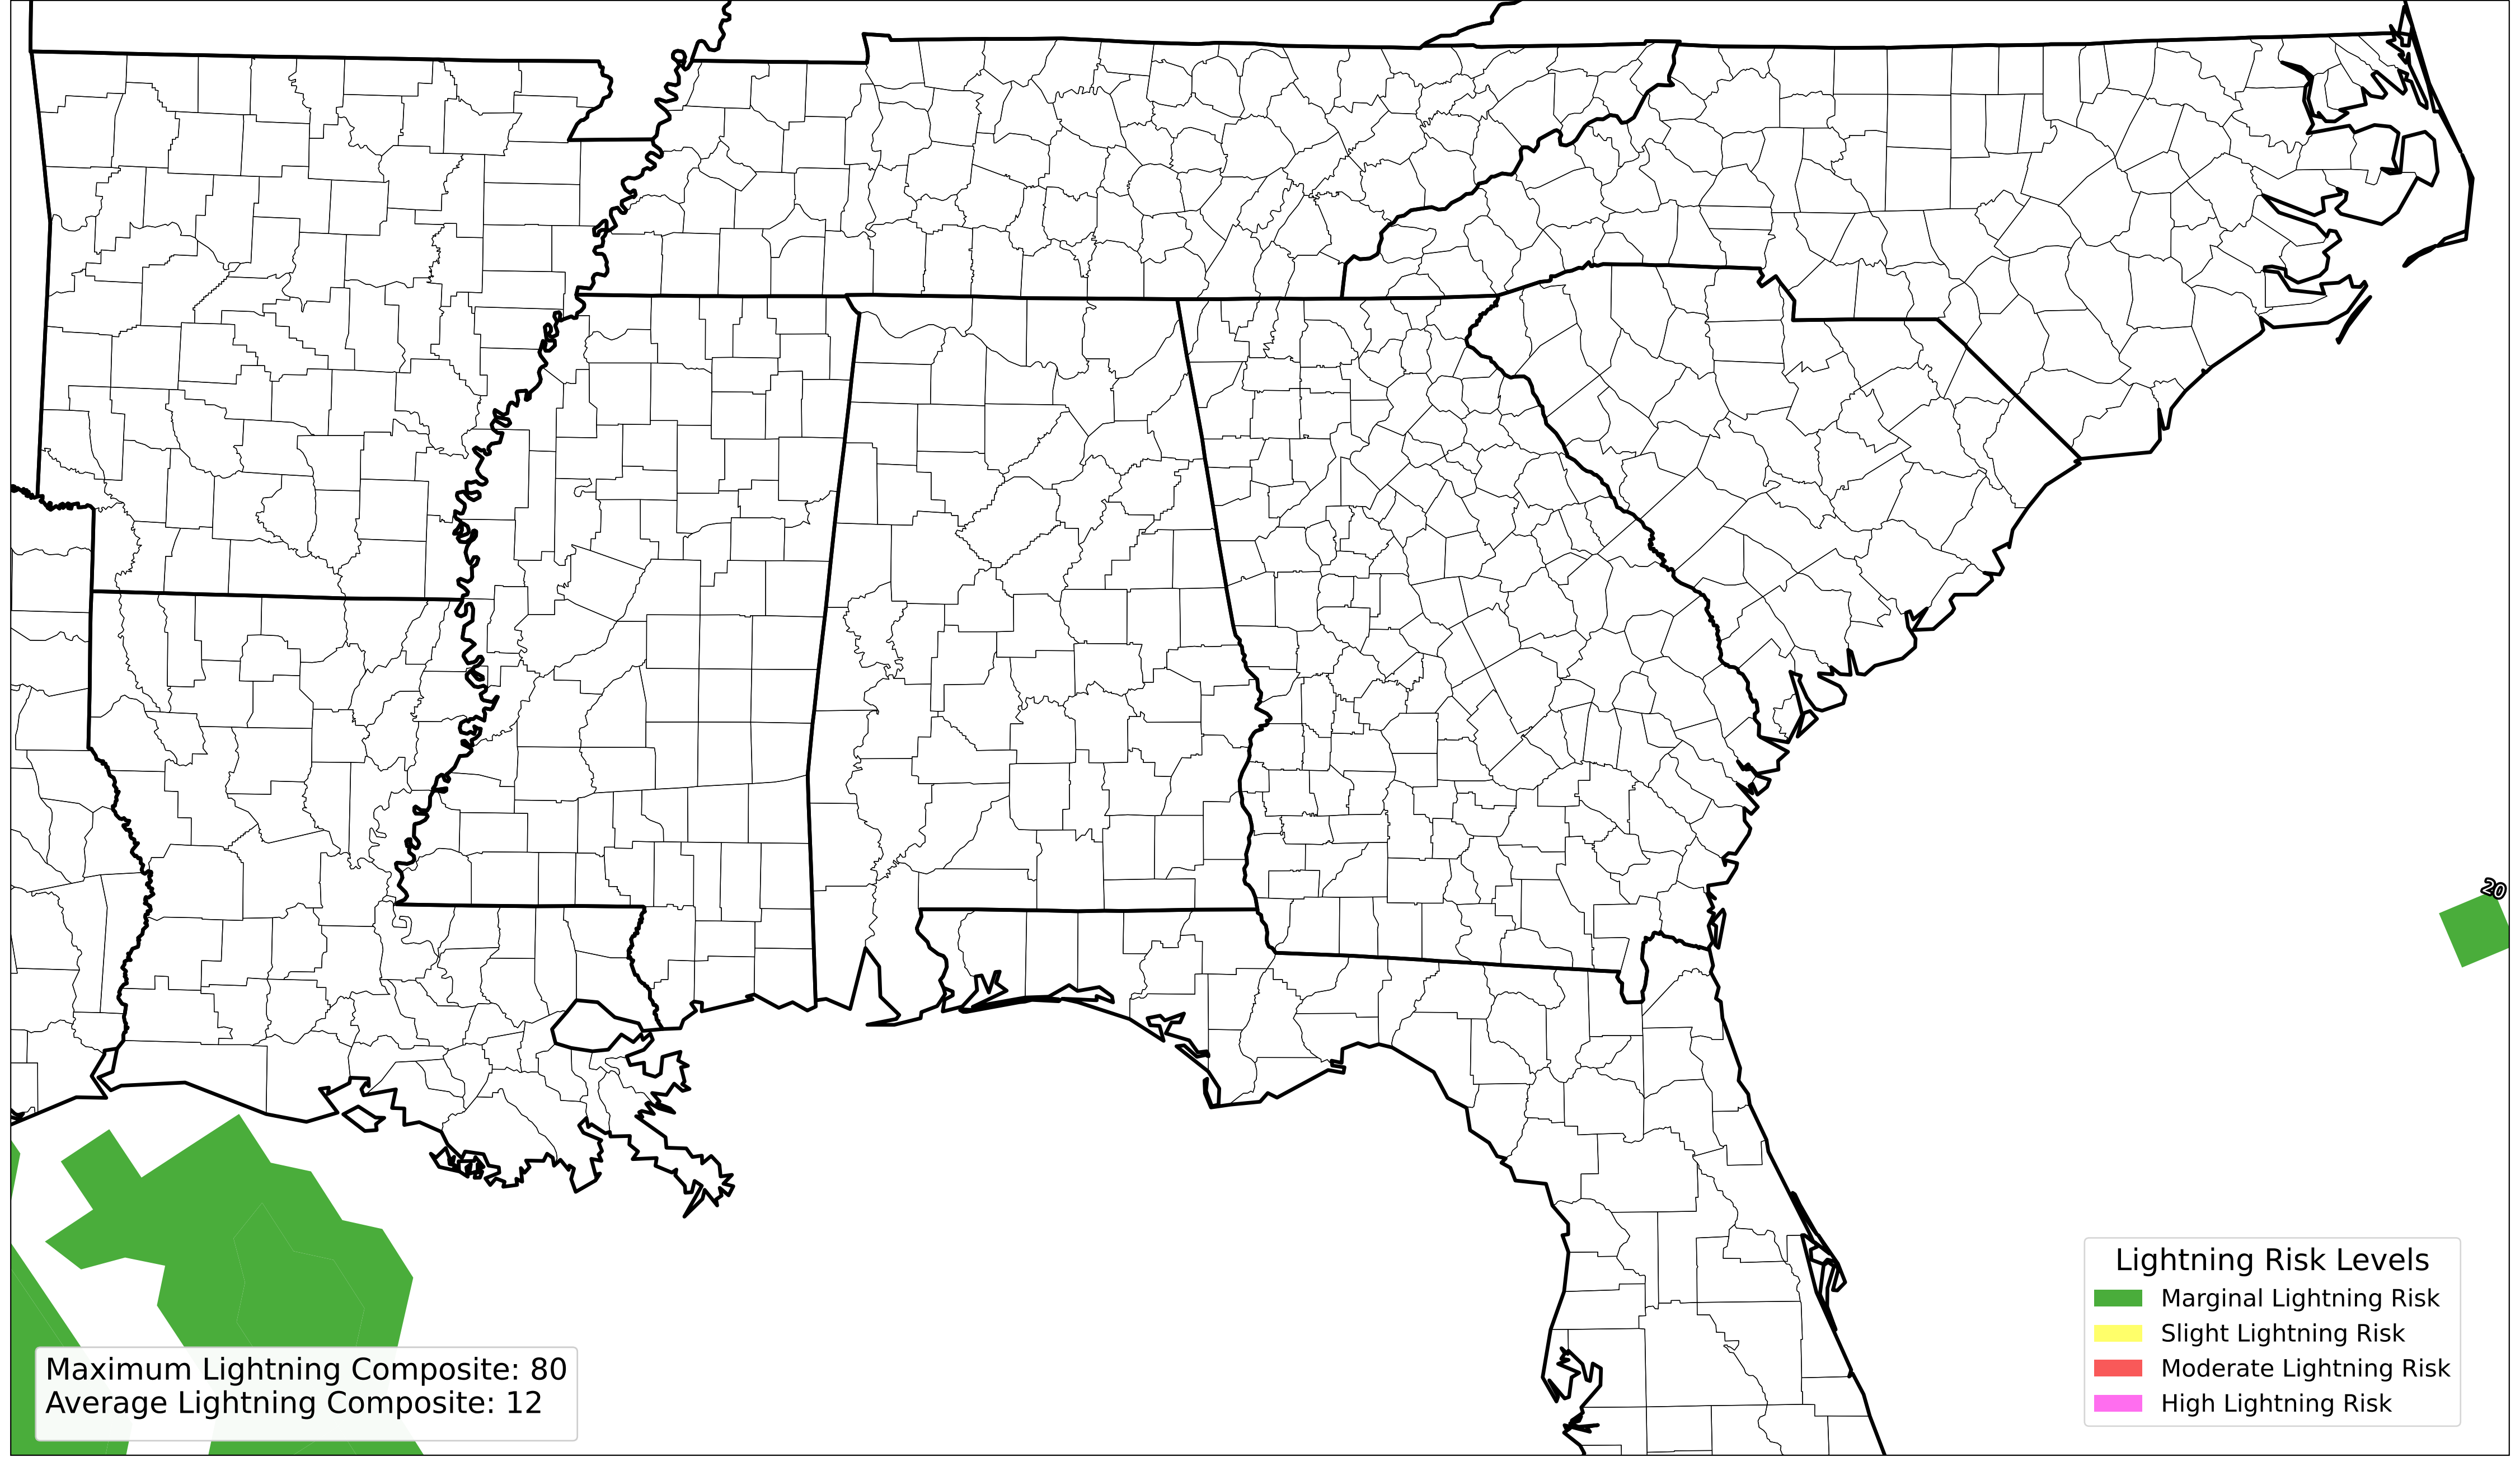 20
Lightning Risk Levels
Marginal Lightning Risk
Slight Lightning Risk
Moderate Lightning Risk
High Lightning Risk
Maximum Lightning Composite: 80
Average Lightning Composite: 12